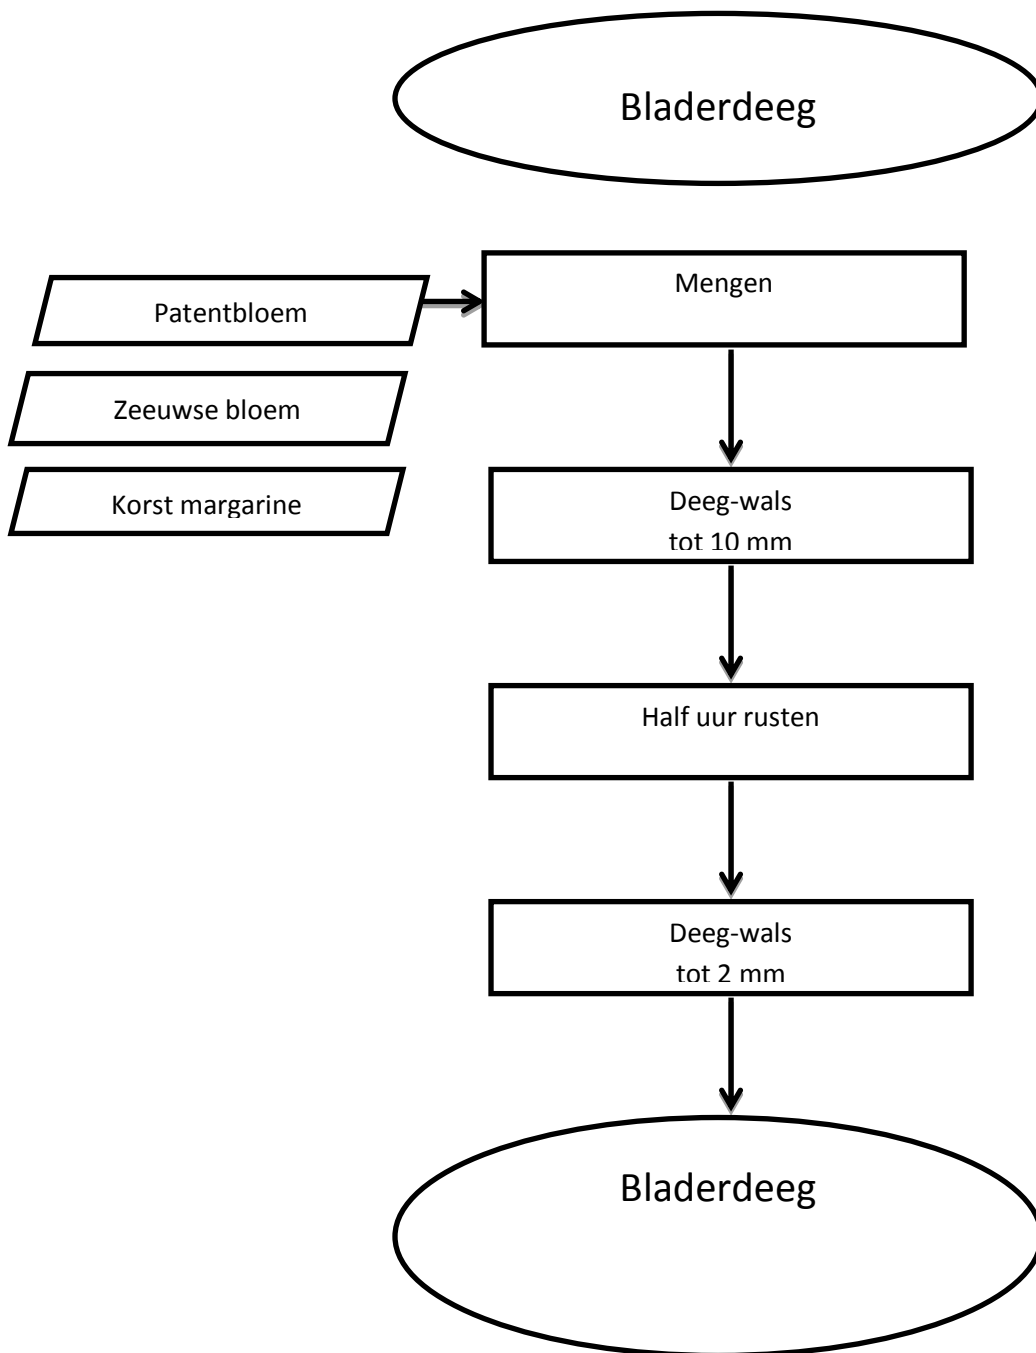 Bladerdeeg
Mengen
Patentbloem
Zeeuwse bloem
Korst margarine
Deeg-wals
tot 10 mm
Half uur rusten
Deeg-wals
tot 2 mm
Bladerdeeg